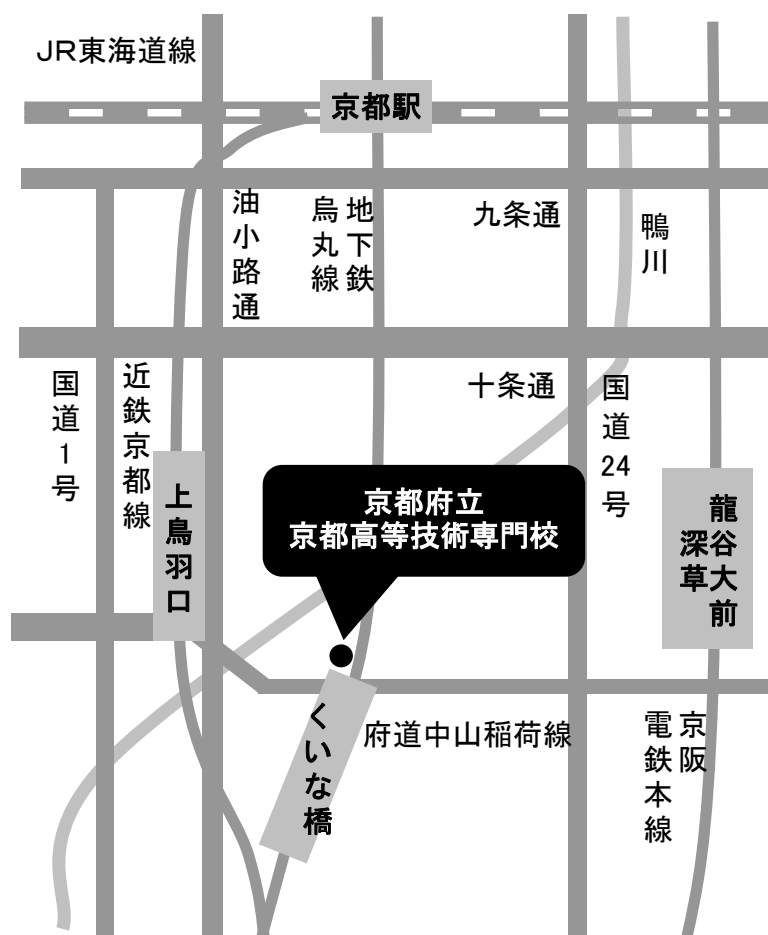 JR東海道線
京都駅
油小路通
地下鉄
烏丸線
九条通
鴨川
国道1号
近鉄京都線
十条通
国道24号
上鳥羽口
京都府立
京都高等技術専門校
龍谷大前
深草
くいな橋
府道中山稲荷線
京阪
電鉄本線